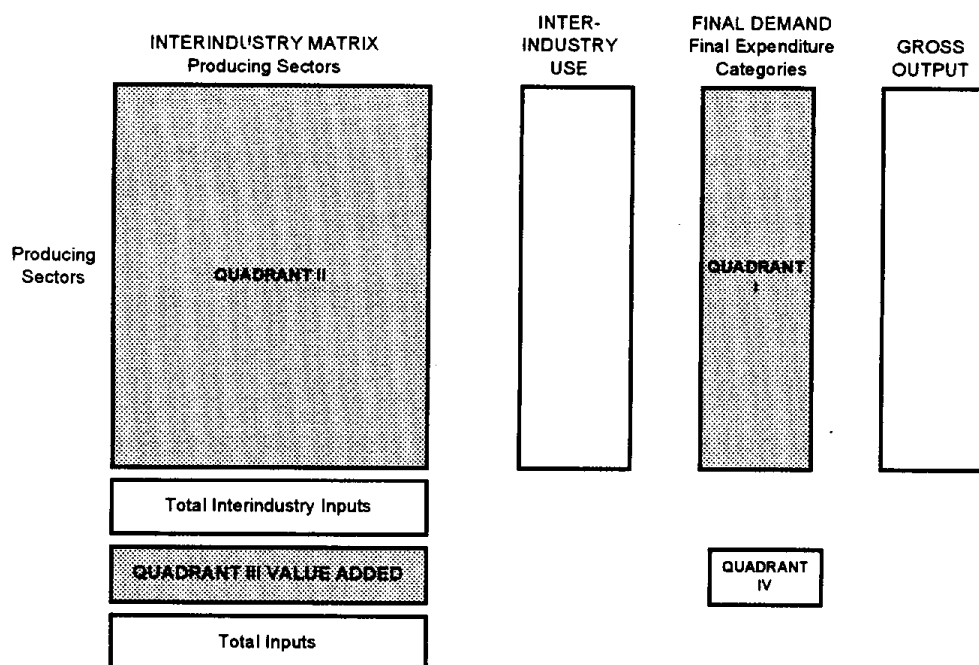 INTERINDUSTRY MATRIX
Producing Sectors
INTER-
INDUSTRY
USE
FINAL DEMAND
Final Expenditure
Categories
GROSS
OUTPUT
Producing
Sectors
QUADRANT II
QUADRANT
I
Total Interindustry Inputs
QUADRANT III VALUE ADDED
QUADRANT
IV
Total Inputs